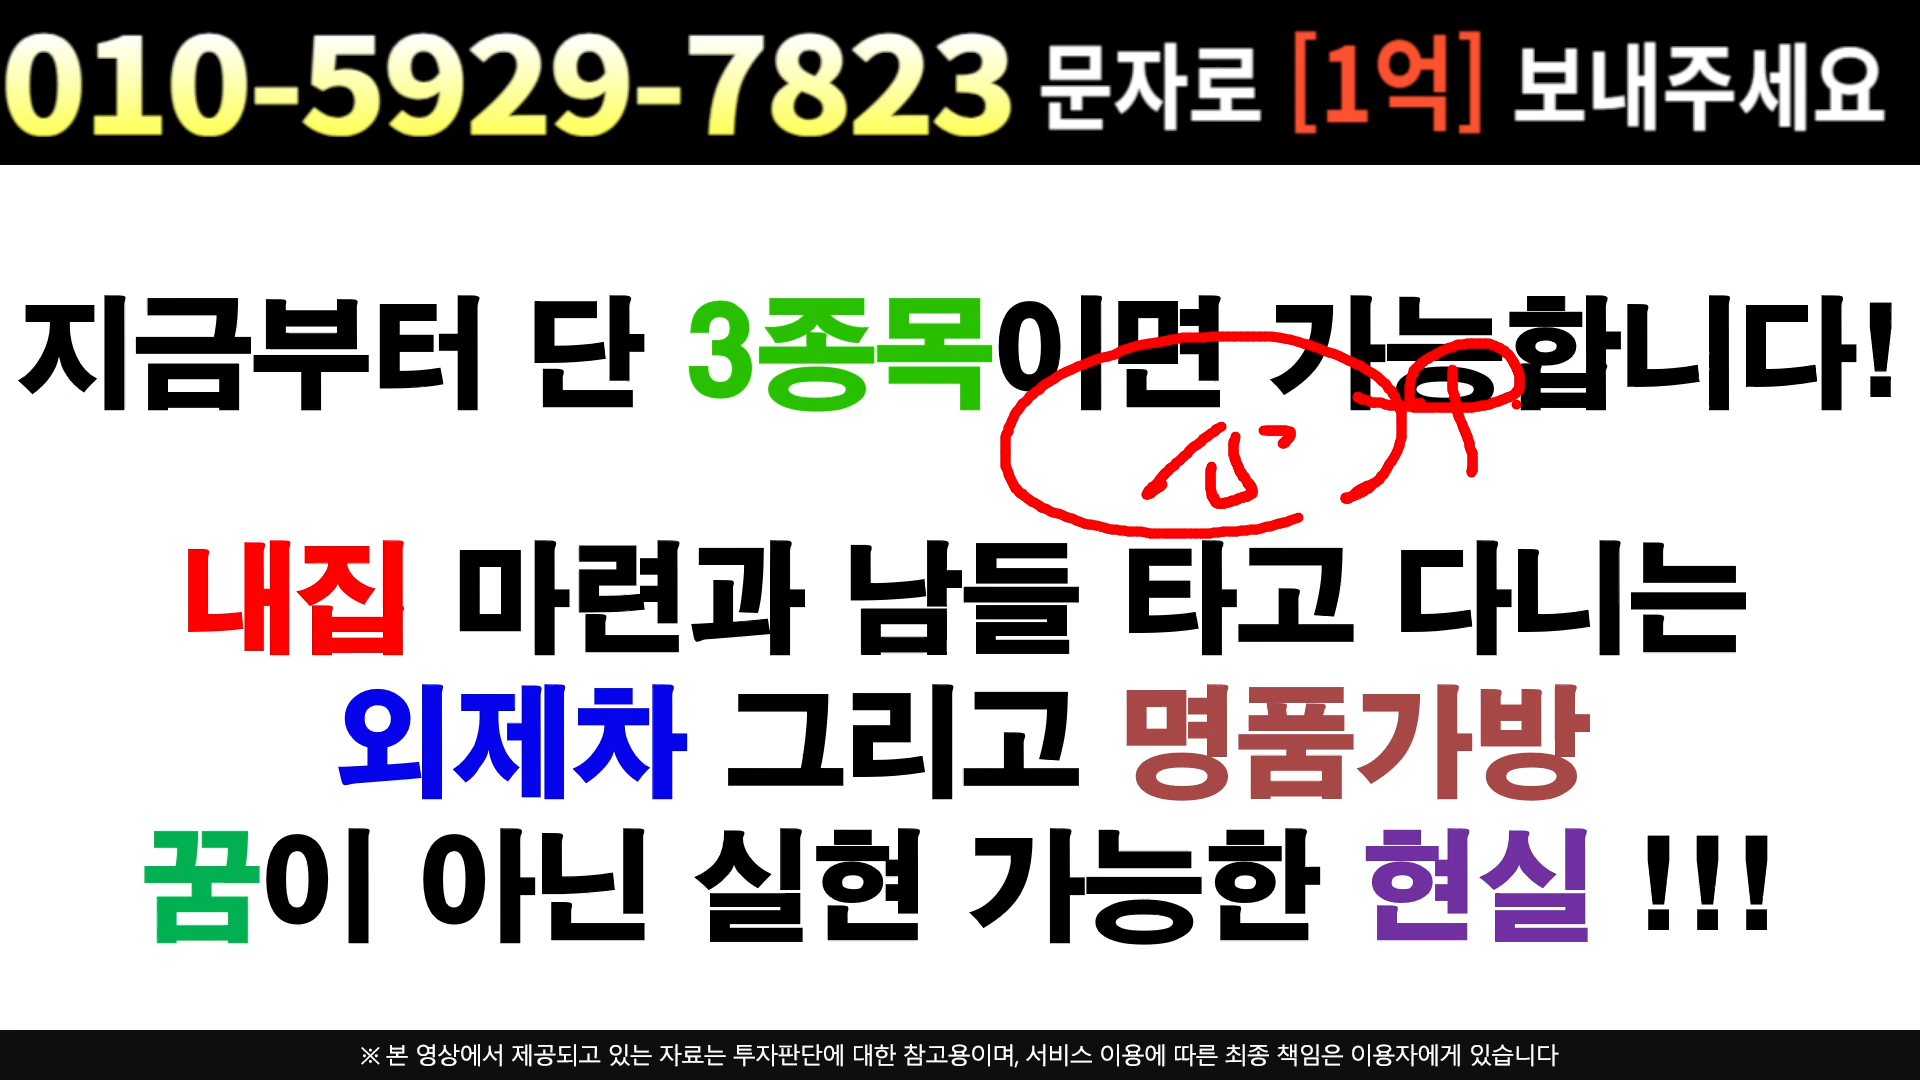 010-5929-7823 문자로 [1억] 보내주세요
지금부터 단 3종목이면 가능합니다!
내집 마련과 남들 타고 다니는
외제차 그리고 명품가방
꿈이 아닌 실현 가능한 현실 !!!
※ 본 영상에서 제공되고 있는 자료는 투자판단에 대한 참고용이며, 서비스 이용에 따른 최종 책임은 이용자에게 있습니다